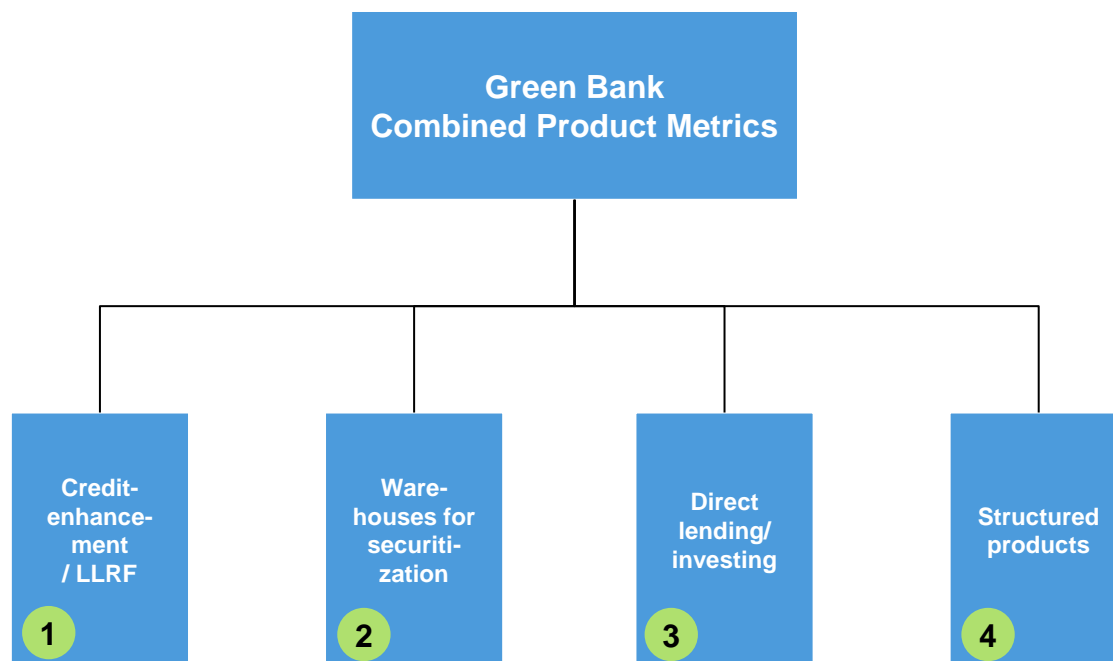 Green Bank
Combined Product Metrics
Credit-
enhance-
ment
/ LLRF
1
Ware-
houses for
securiti-
zation
2
Direct
lending/
investing
3
Structured
products
4